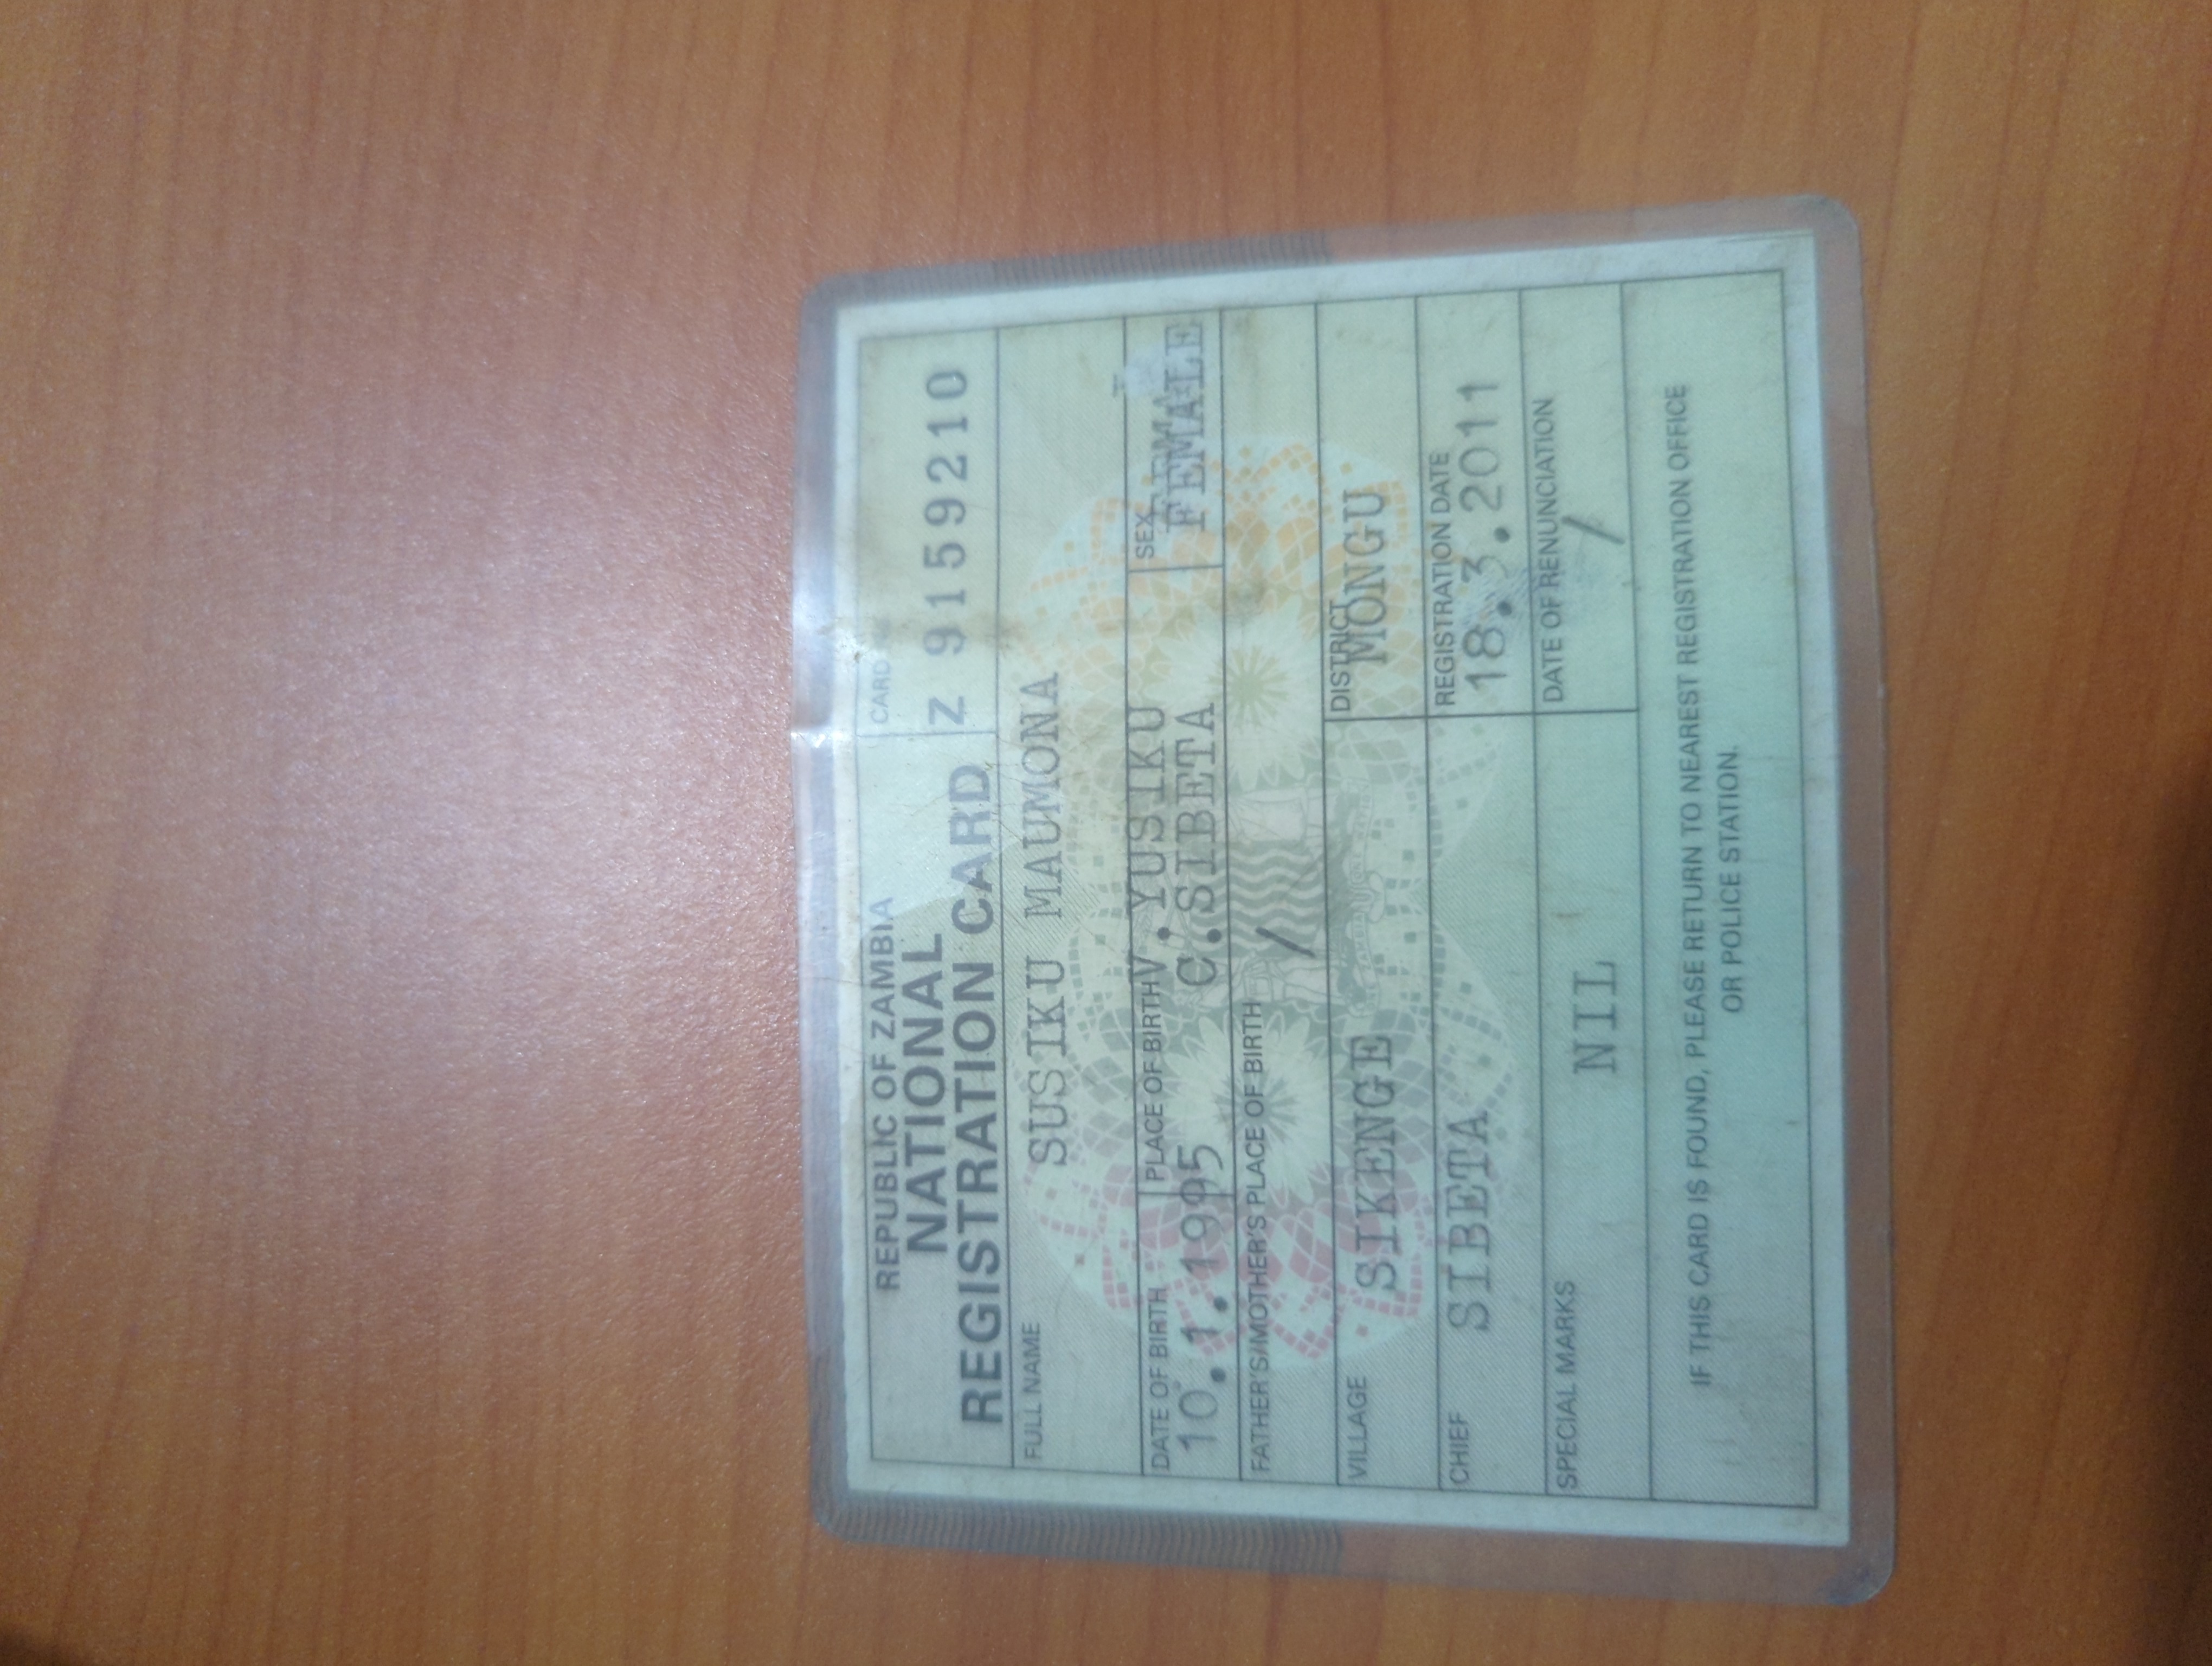 REPUBLIC OF ZAMBIA
NATIONAL
REGISTRATION CARD
CARD
Z 9159210
FULL NAME
SUSIKU MAUMONA
DATE OF BIRTH
10.1.1995
PLACE OF BIRTH
V: YUSIKU
C.SIBETA
SEX
FEMALE
FATHER'S/MOTHER'S PLACE OF BIRTH
/
VILLAGE
SIKENGE
DISTRICT
MONGU
CHIEF
SIBETA
REGISTRATION DATE
18.3.2011
SPECIAL MARKS
NIL
DATE OF RENUNCIATION
/
IF THIS CARD IS FOUND, PLEASE RETURN TO NEAREST REGISTRATION OFFICE
OR POLICE STATION.